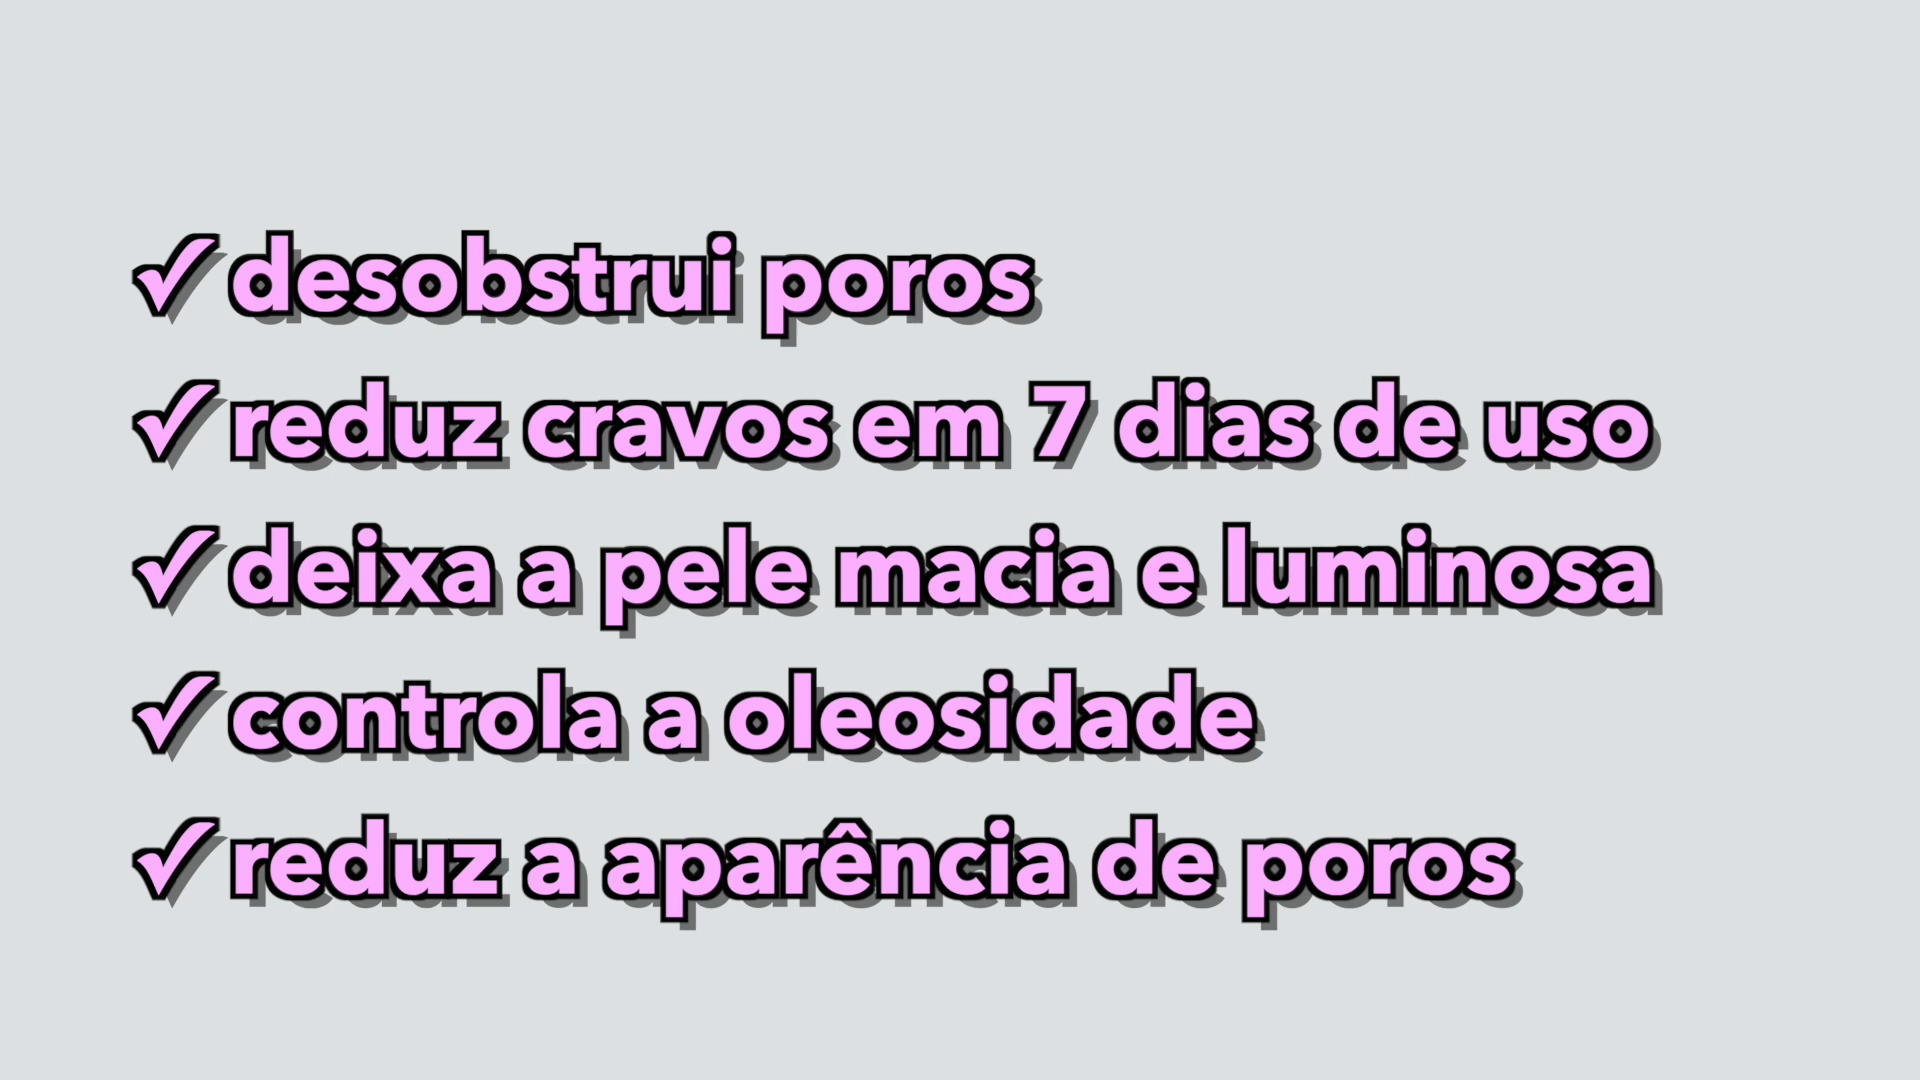 ✓ desobstrui poros
✓ reduz cravos em 7 dias de uso
✓ deixa a pele macia e luminosa
✓ controla a oleosidade
✓ reduz a aparência de poros